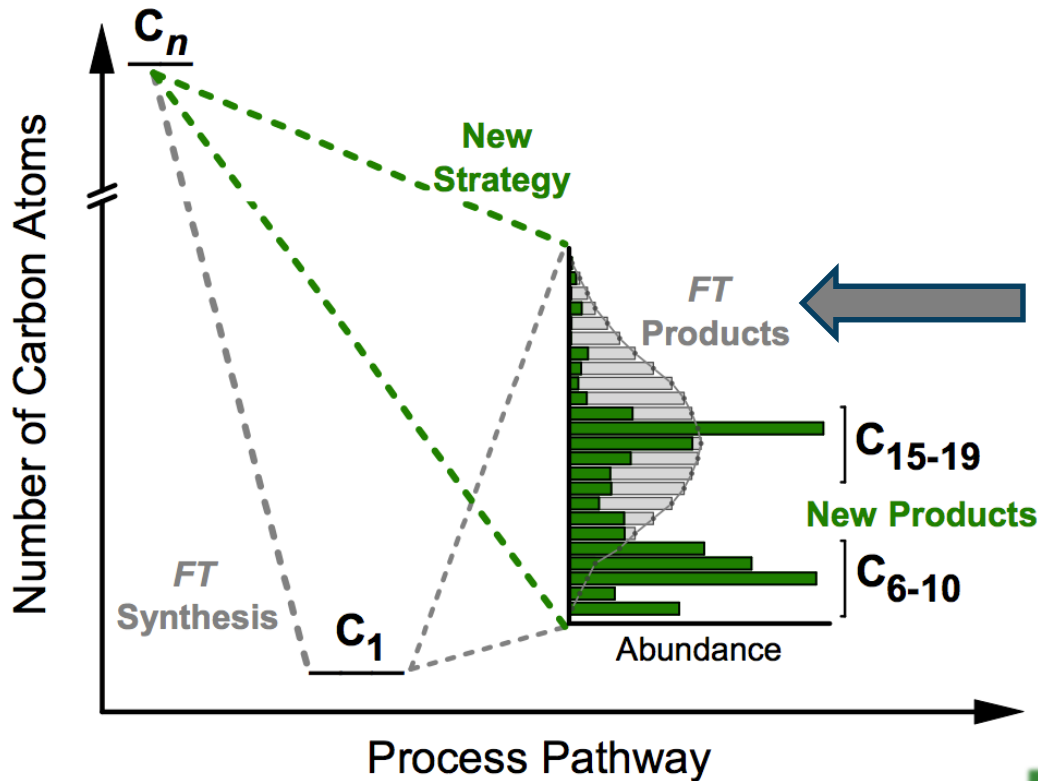 Cn
Number of Carbon Atoms
New
Strategy
FT
Products
C15-19
New Products
C6-10
FT
Synthesis
C1
Abundance
Process Pathway